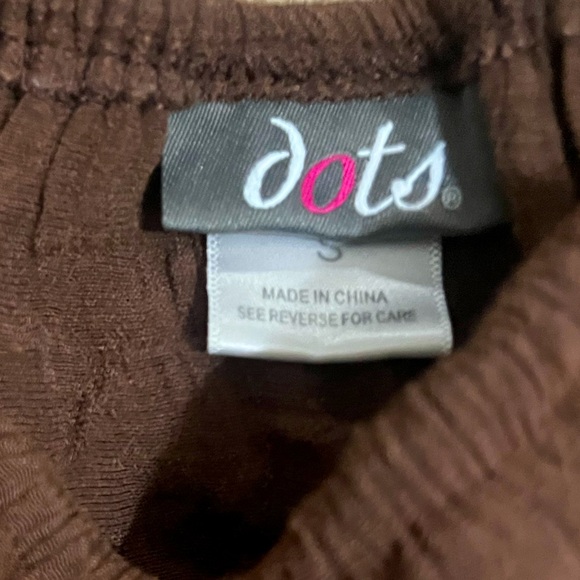 dots®
S
MADE IN CHINA
SEE REVERSE FOR CARE